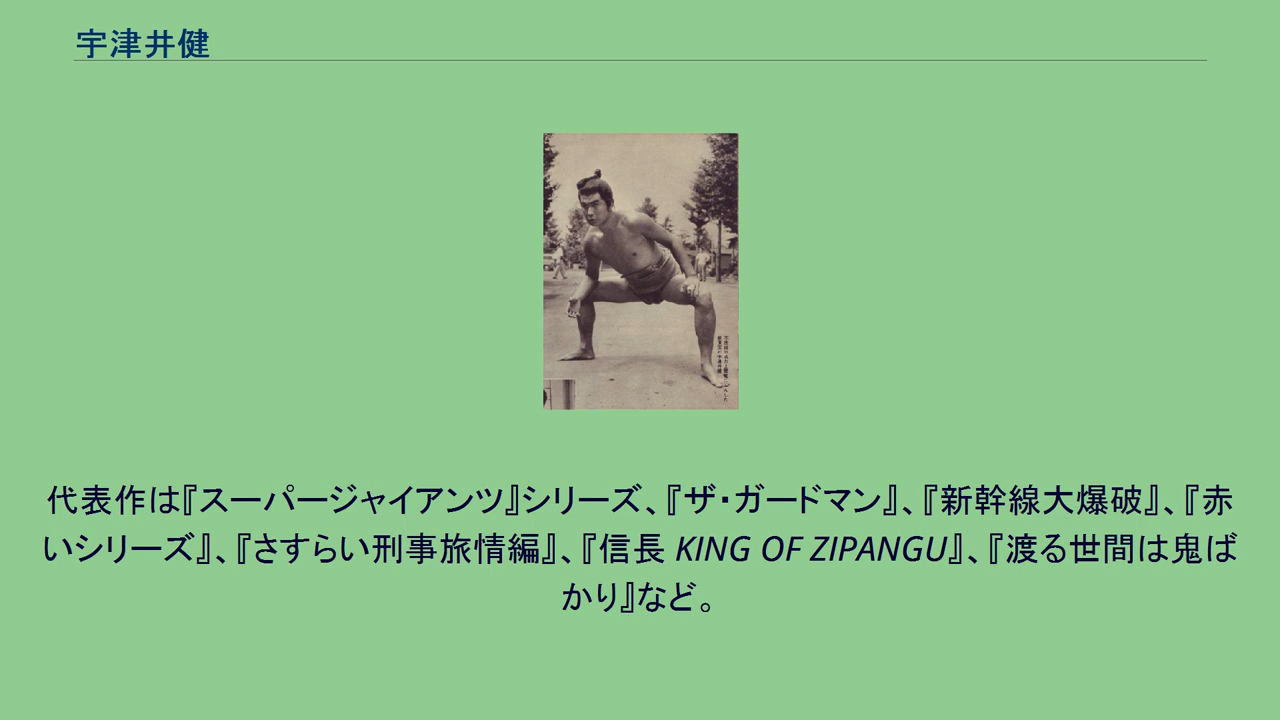 宇津井健
代表作は『スーパージャイアンツ』シリーズ、『ザ・ガードマン』、『新幹線大爆破』、『赤
いシリーズ』、『さすらい刑事旅情編』、『信長 KING OF ZIPANGU』、『渡る世間は鬼ば
かり』など。